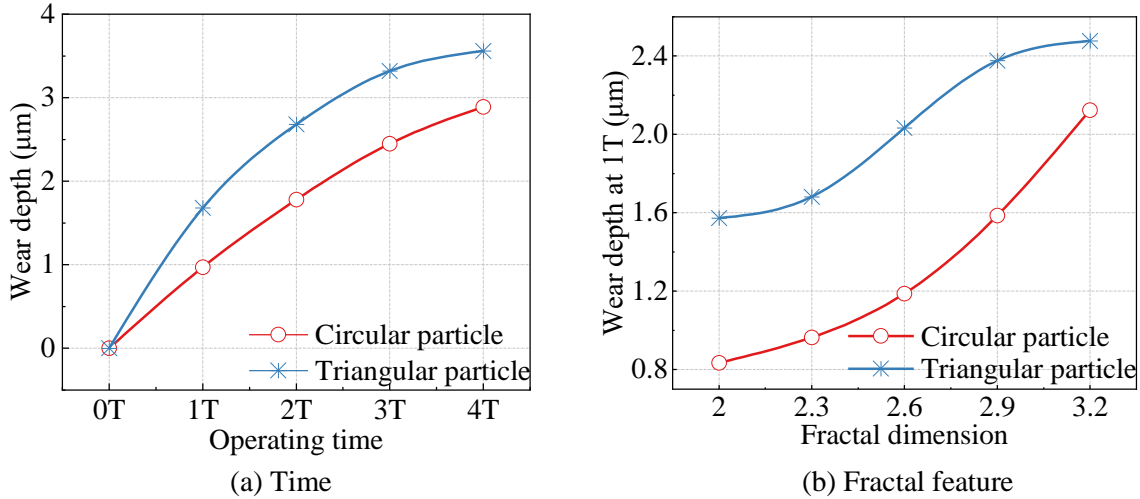 Wear depth (μm)
4
3
2
1
0
Circular particle
Triangular particle
0T 1T 2T 3T 4T
Operating time
(a) Time
Wear depth at 1T (μm)
2.4
2.0
1.6
1.2
0.8
Circular particle
Triangular particle
2 2.3 2.6 2.9 3.2
Fractal dimension
(b) Fractal feature